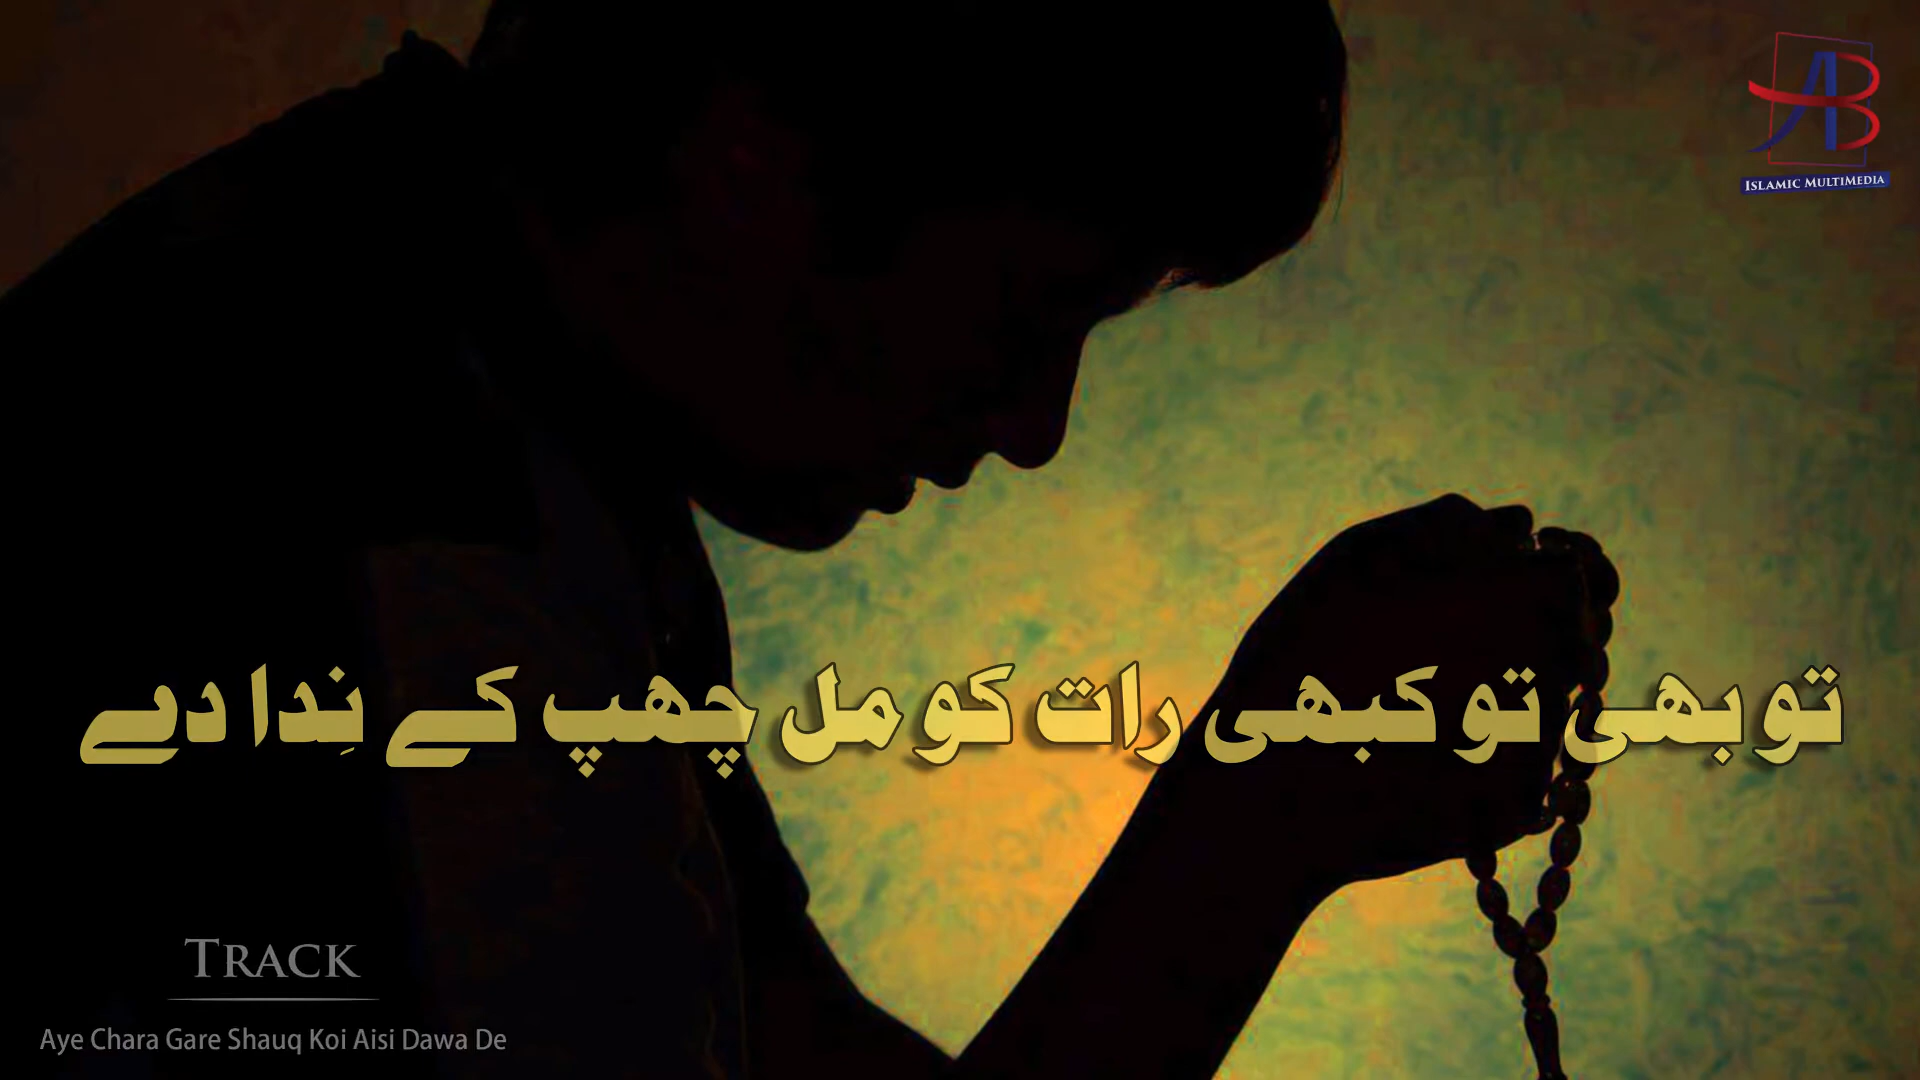 AB
ISLAMIC MULTIMEDIA
تو بھی تو کبھی رات کو مل چھپ کے نِدا دے
TRACK
Aye Chara Gare Shauq Koi Aisi Dawa De